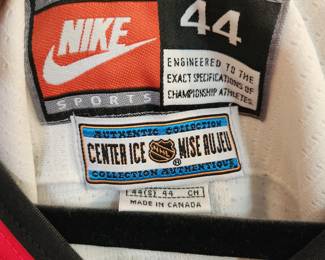 NIKE
SPORTS
44
ENGINEERED TO THE
EXACT SPECIFICATIONS OF
CHAMPIONSHIP ATHLETES.
AUTHENTIC COLLECTION
CENTER ICE NHL MISE AU JEU
®
COLLECTION AUTHENTIQUE
44(S) 44 CH
MADE IN CANADA